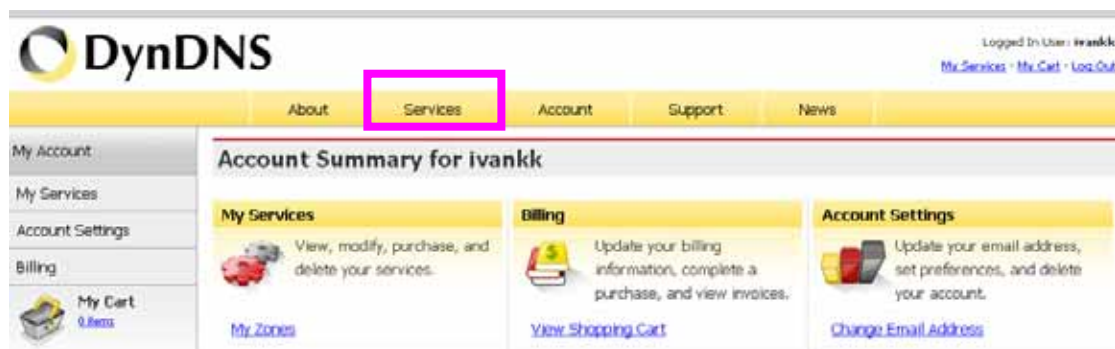 DynDNS
Logged In User: ivankk
My Services - My Cart - Log Out
About Services Account Support News
My Account
My Services
Account Settings
Billing
My Cart
0 Items
Account Summary for ivankk
My Services
View, modify, purchase, and
delete your services.
My Zones
Billing
Update your billing
information, complete a
purchase, and view invoices.
View Shopping Cart
Account Settings
Update your email address,
set preferences, and delete
your account.
Change Email Address